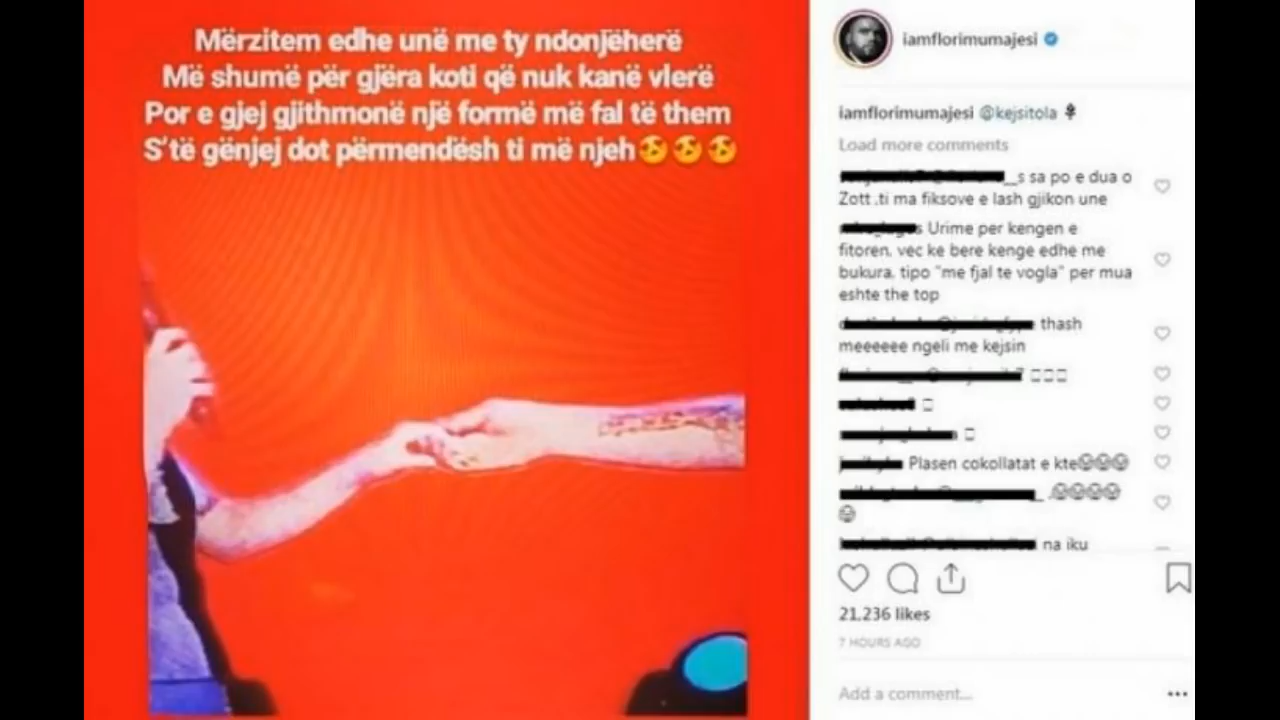 Mërzitem edhe unë me ty ndonjëherë
Më shumë për gjëra koti që nuk kanë vlerë
Por e gjej gjithmonë një formë më fal të them
S'të gënjej dot përmendësh ti më njeh
iamflorimumajesi
iamflorimumajesi @kejsitola
Load more comments
__s sa po e dua o
Zott .ti ma fiksove e lash gjikon une
Urime per kengen e
fitoren, vec ke bere kenge edhe me
bukura, tipo "me fjal te vogla" per mua
eshte the top
thash
meeeeee ngeli me kejsin
Plasen cokollatat e kte
na iku
21,236 likes
7 HOURS AGO
Add a comment...